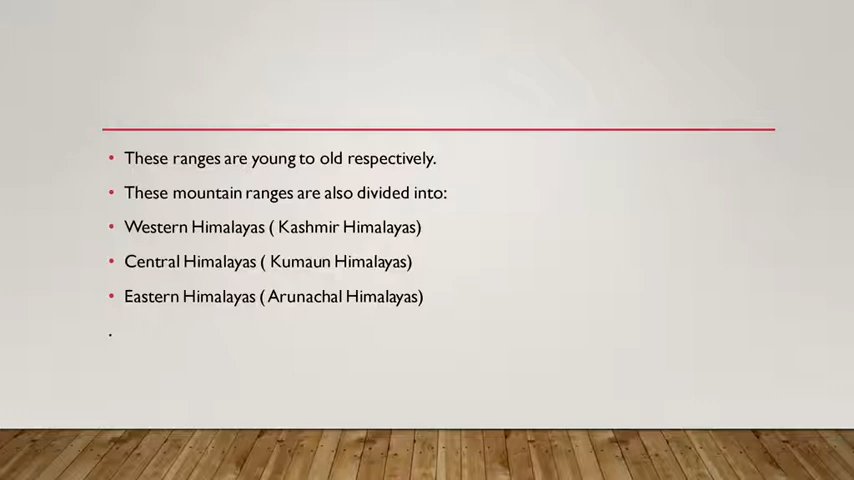 • These ranges are young to old respectively.
• These mountain ranges are also divided into:
• Western Himalayas ( Kashmir Himalayas)
• Central Himalayas ( Kumaun Himalayas)
• Eastern Himalayas ( Arunachal Himalayas)
.